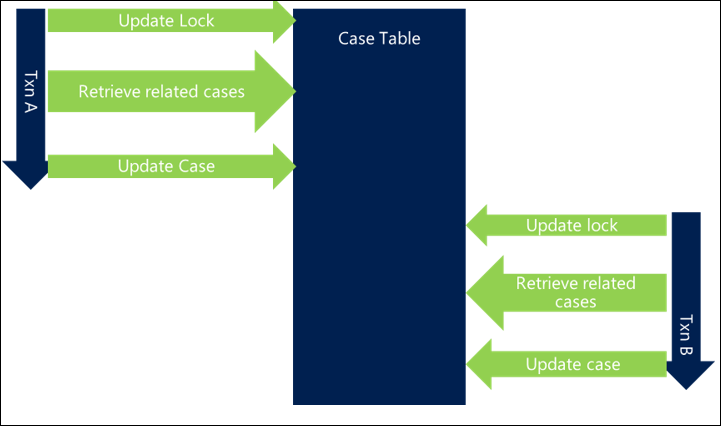 Update Lock
Case Table
Txn A
Retrieve related cases
Update Case
Update lock
Retrieve related
cases
Txn B
Update case